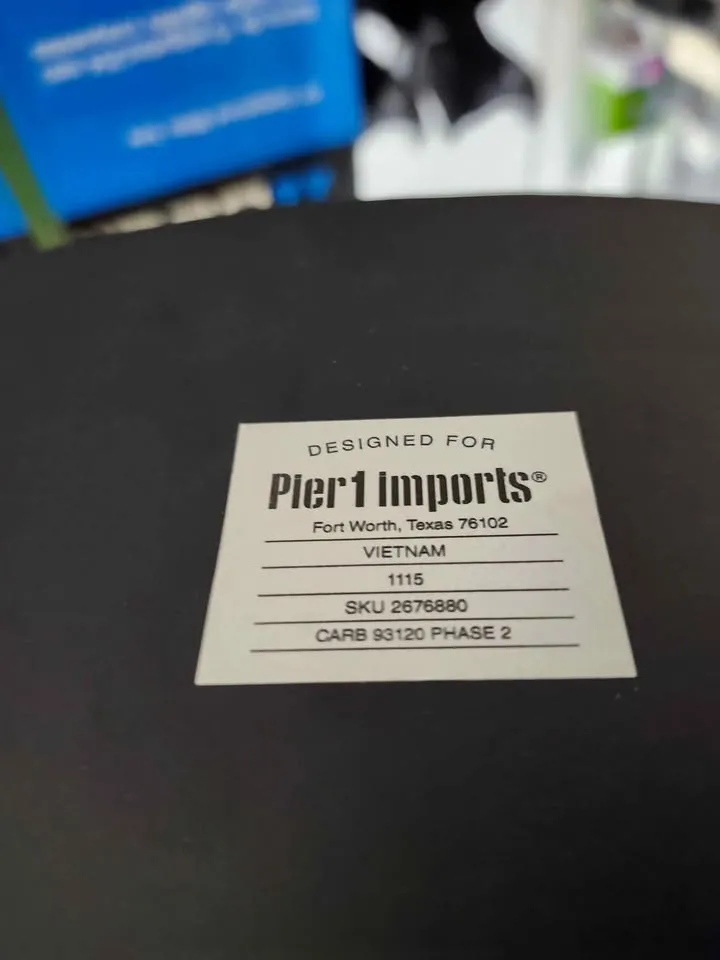 DESIGNED FOR
Pier1 imports®
Fort Worth, Texas 76102
VIETNAM
1115
SKU 2676880
CARB 93120 PHASE 2